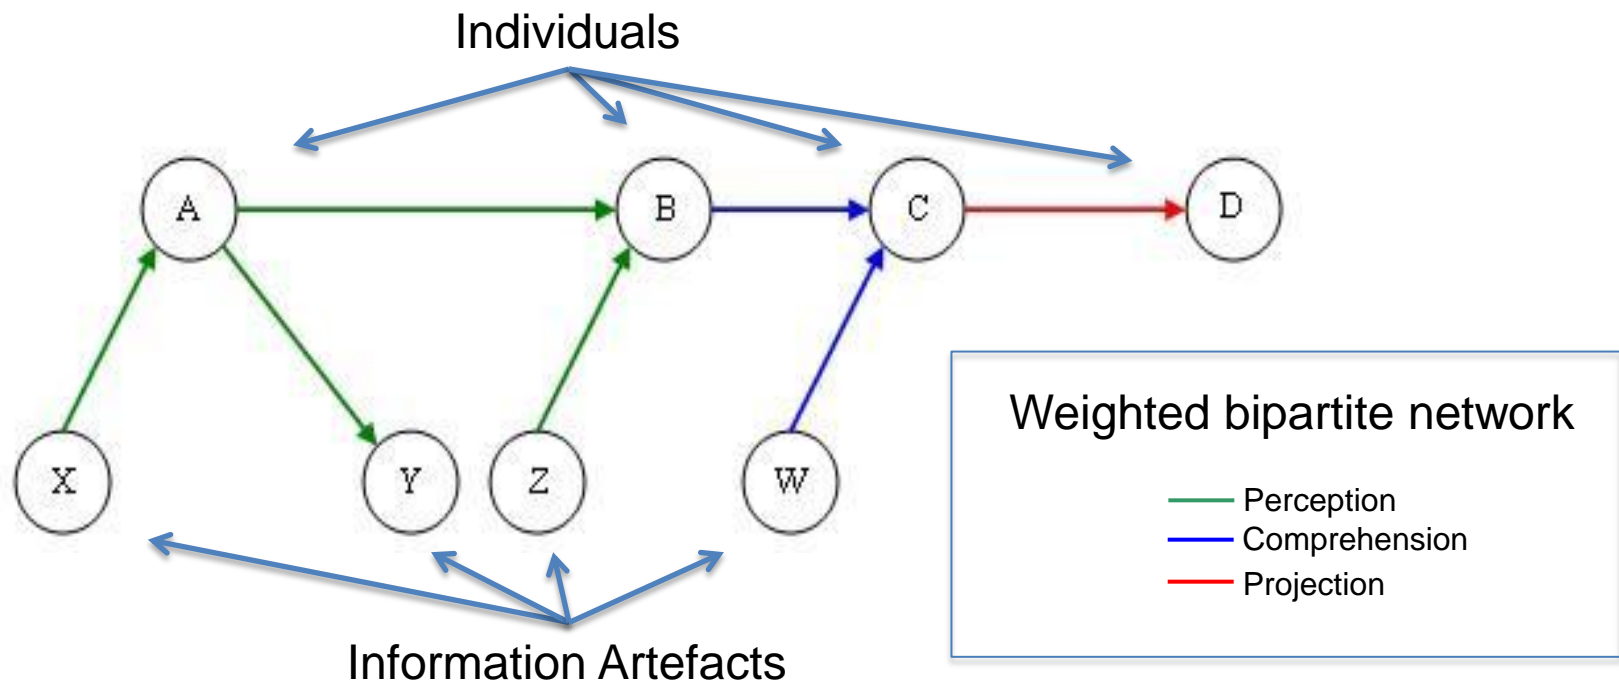 Individuals
A
B
C
D
X
Y
Z
W
Weighted bipartite network
Perception
Comprehension
Projection
Information Artefacts